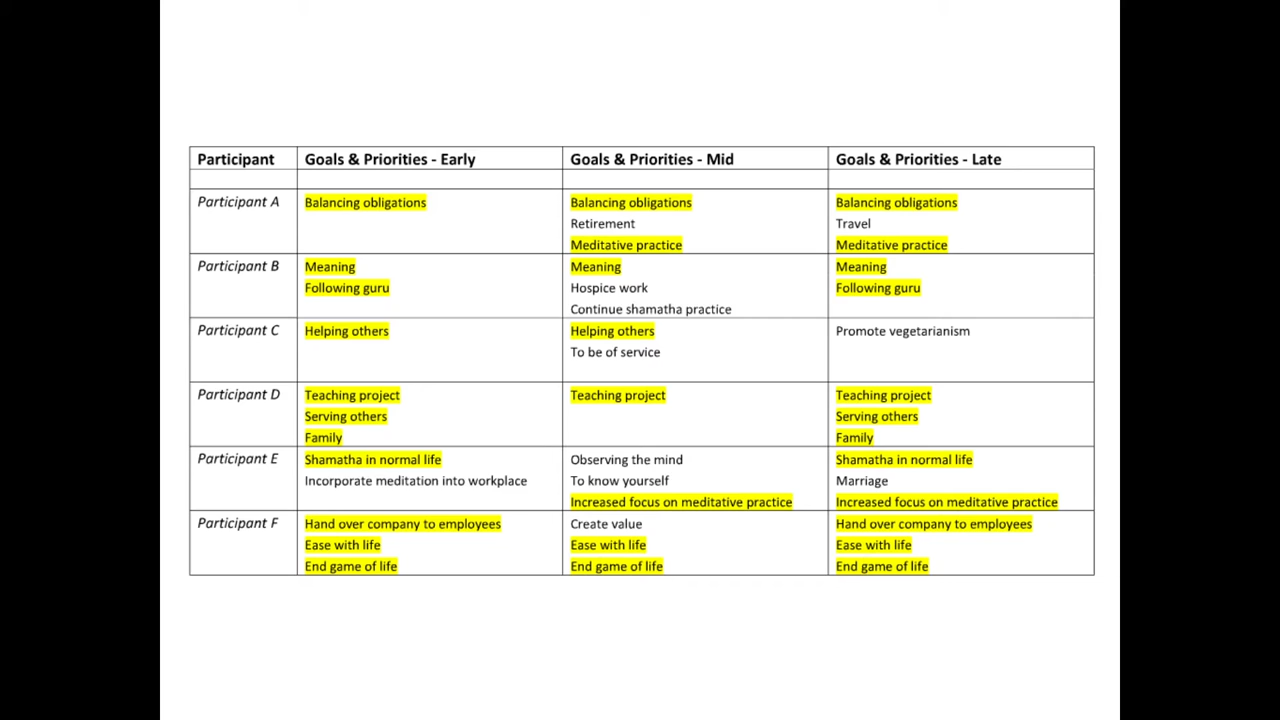 Participant Goals & Priorities - Early Goals & Priorities - Mid Goals & Priorities - Late
Participant A Balancing obligations Balancing obligations Balancing obligations
Retirement Travel
Meditative practice Meditative practice
Participant B Meaning Meaning Meaning
Following guru Hospice work Following guru
Continue shamatha practice
Participant C Helping others Helping others Promote vegetarianism
To be of service
Participant D Teaching project Teaching project Teaching project
Serving others Serving others
Family Family
Participant E Shamatha in normal life Observing the mind Shamatha in normal life
Incorporate meditation into workplace To know yourself Marriage
Increased focus on meditative practice Increased focus on meditative practice
Participant F Hand over company to employees Create value Hand over company to employees
Ease with life Ease with life Ease with life
End game of life End game of life End game of life